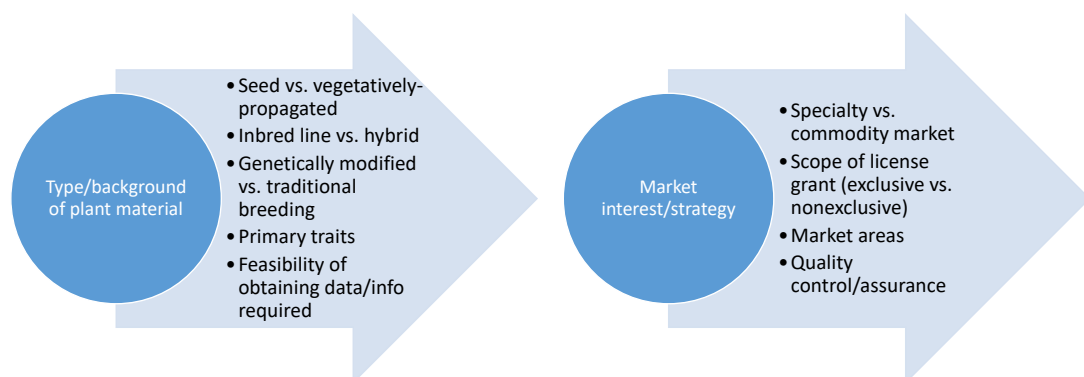 Type/background
of plant material
•Seed vs. vegetatively-
propagated
•Inbred line vs. hybrid
•Genetically modified
vs. traditional
breeding
•Primary traits
•Feasibility of
obtaining data/info
required
Market
interest/strategy
•Specialty vs.
commodity market
•Scope of license
grant (exclusive vs.
nonexclusive)
•Market areas
•Quality
control/assurance